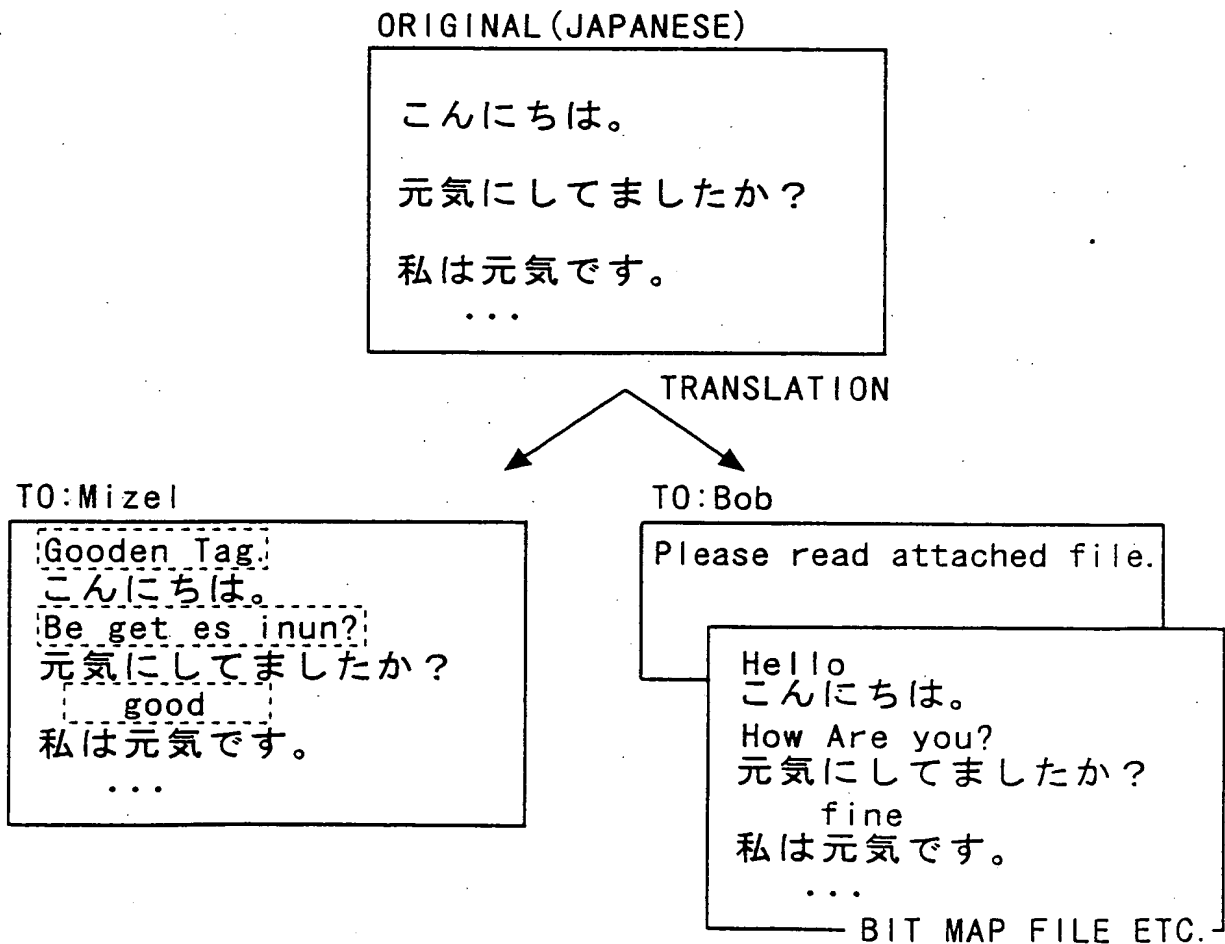 ORIGINAL(JAPANESE)
こんにちは。
元気にしてましたか？
私は元気です。
...
TRANSLATION
TO:Mizel
Gooden Tag.
こんにちは。
Be get es inun?
元気にしてましたか？
good
私は元気です。
...
TO:Bob
Please read attached file.
Hello
こんにちは。
How Are you?
元気にしてましたか？
fine
私は元気です。
...
BIT MAP FILE ETC.